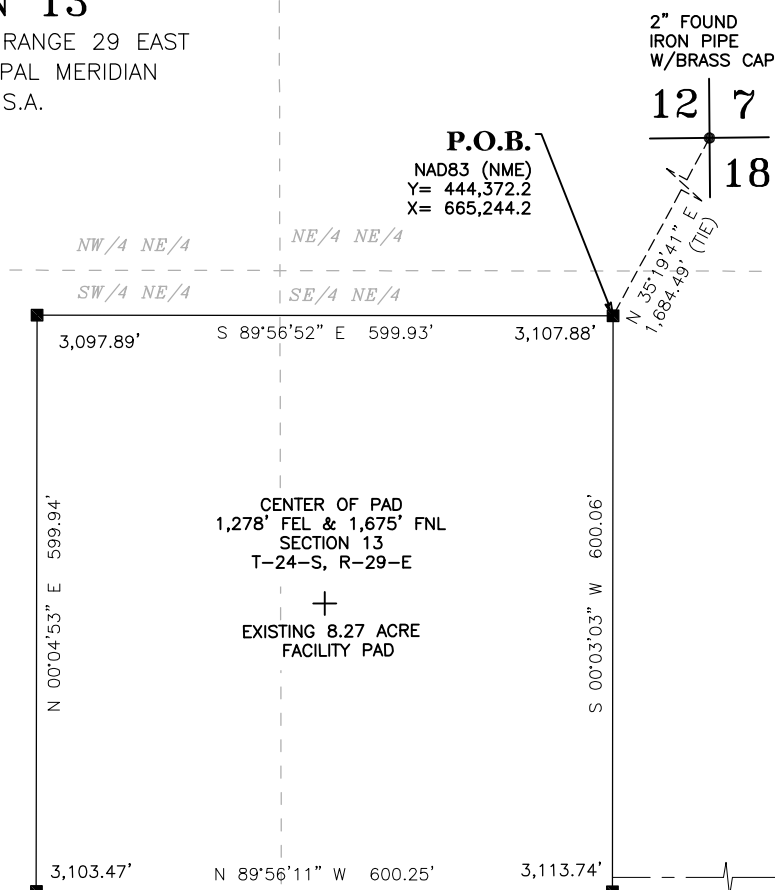 N 13
RANGE 29 EAST
PAL MERIDIAN
S.A.
2" FOUND
IRON PIPE
W/BRASS CAP
12 7
18
P.O.B.
NAD83 (NME)
Y= 444,372.2
X= 665,244.2
N 35°19'41" E
1,684.49' (TIE)
NW/4 NE/4
NE/4 NE/4
SW/4 NE/4
SE/4 NE/4
3,097.89'
S 89°56'52" E 599.93'
3,107.88'
N 00°04'53" E 599.94'
CENTER OF PAD
1,278' FEL & 1,675' FNL
SECTION 13
T-24-S, R-29-E
EXISTING 8.27 ACRE
FACILITY PAD
S 00°03'03" W 600.06'
3,103.47'
N 89°56'11" W 600.25'
3,113.74'